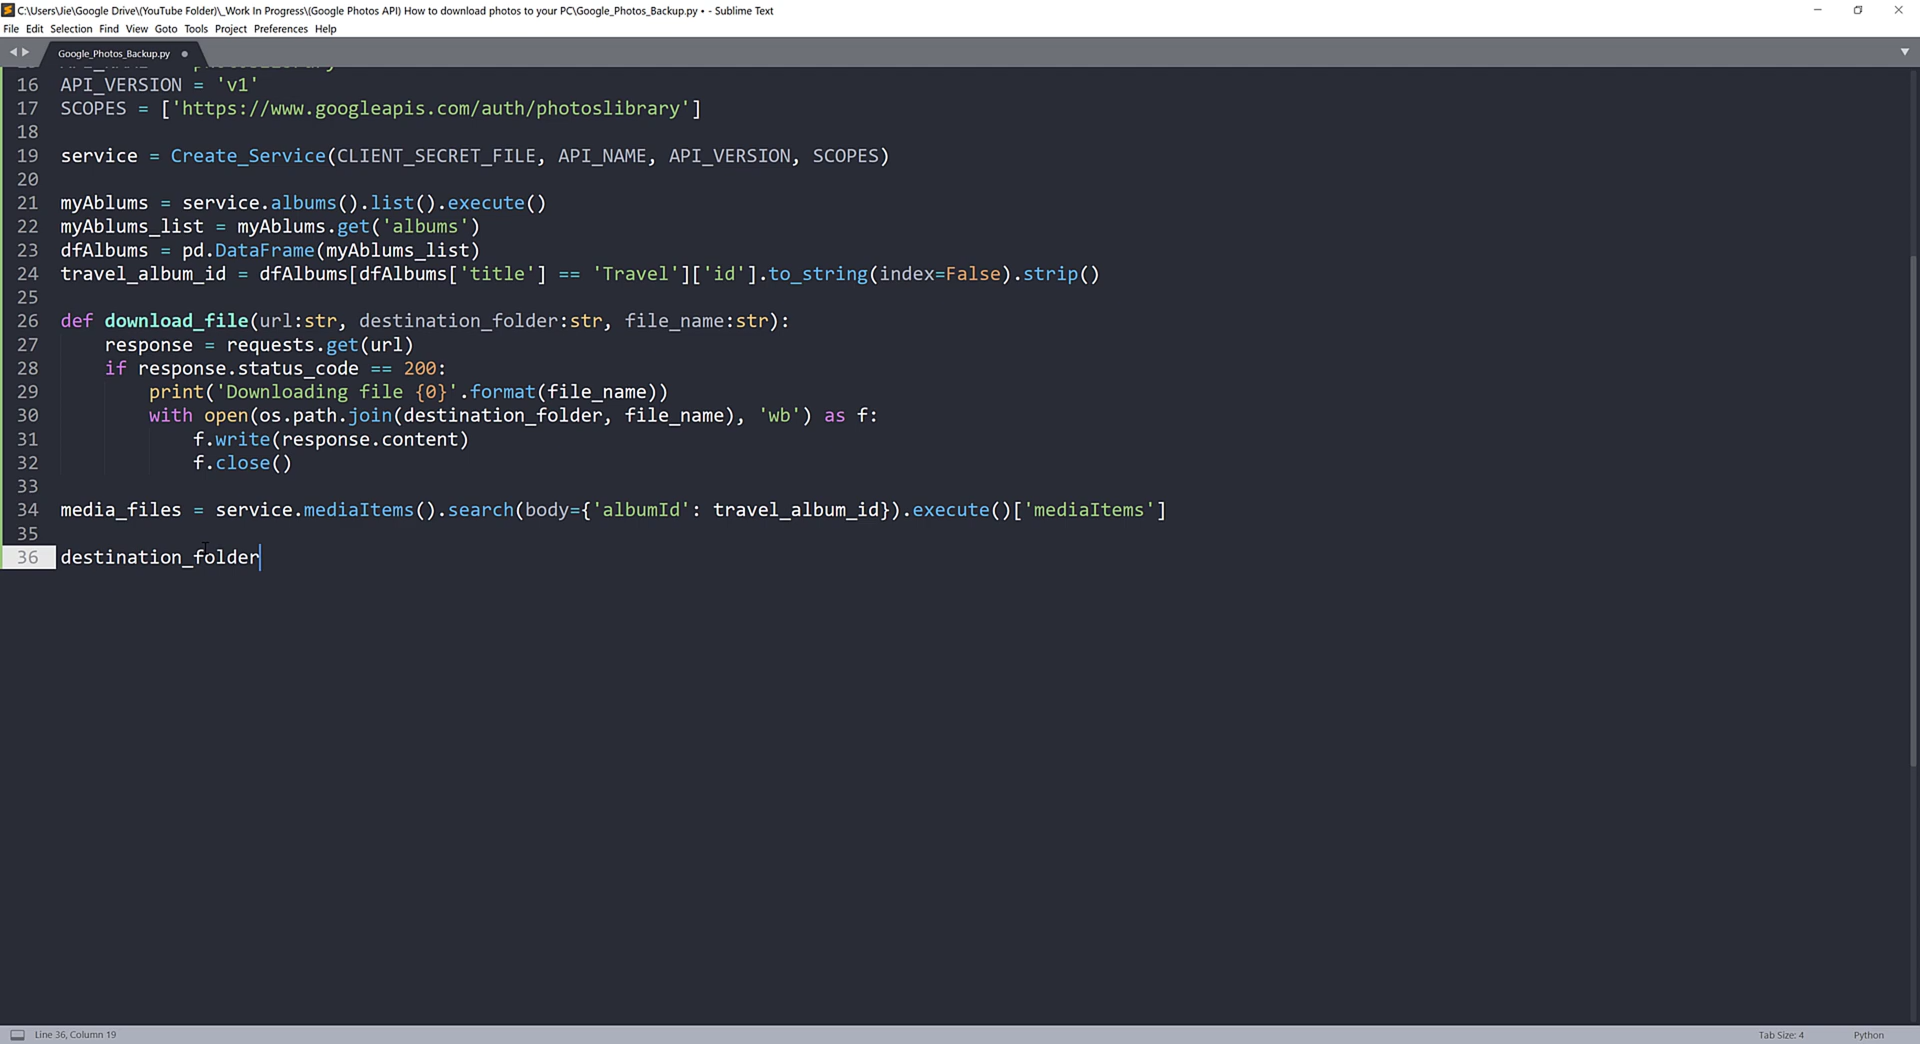 C:\Users\Jie\Google Drive\(YouTube Folder)\_Work In Progress\(Google Photos API) How to download photos to your PC\Google_Photos_Backup.py • - Sublime Text
File Edit Selection Find View Goto Tools Project Preferences Help
Google_Photos_Backup.py
16 API_VERSION = 'v1'
17 SCOPES = ['https://www.googleapis.com/auth/photoslibrary']
18
19 service = Create_Service(CLIENT_SECRET_FILE, API_NAME, API_VERSION, SCOPES)
20
21 myAblums = service.albums().list().execute()
22 myAblums_list = myAblums.get('albums')
23 dfAlbums = pd.DataFrame(myAblums_list)
24 travel_album_id = dfAlbums[dfAlbums['title'] == 'Travel']['id'].to_string(index=False).strip()
25
26 def download_file(url:str, destination_folder:str, file_name:str):
27     response = requests.get(url)
28     if response.status_code == 200:
29         print('Downloading file {0}'.format(file_name))
30         with open(os.path.join(destination_folder, file_name), 'wb') as f:
31             f.write(response.content)
32             f.close()
33
34 media_files = service.mediaItems().search(body={'albumId': travel_album_id}).execute()['mediaItems']
35
36 destination_folder
Line 36, Column 19
Tab Size: 4
Python